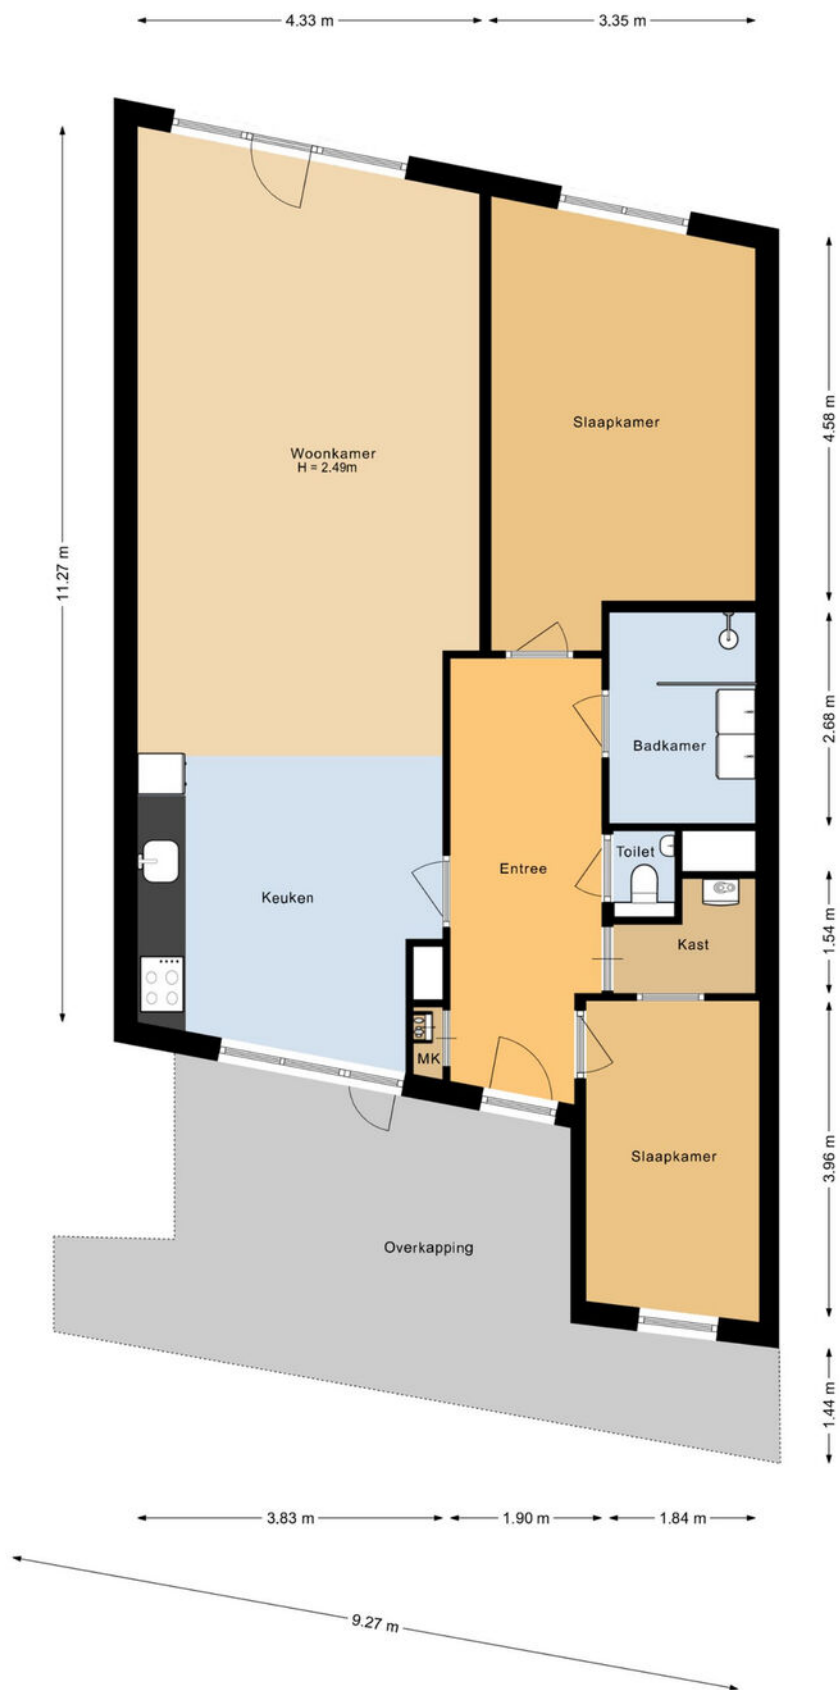 4.33 m
3.35 m
11.27 m
4.58 m
Slaapkamer
Woonkamer
H = 2.49m
2.68 m
Badkamer
Toilet
Entree
Keuken
1.54 m
Kast
MK
3.96 m
Slaapkamer
Overkapping
1.44 m
3.83 m
1.90 m
1.84 m
9.27 m